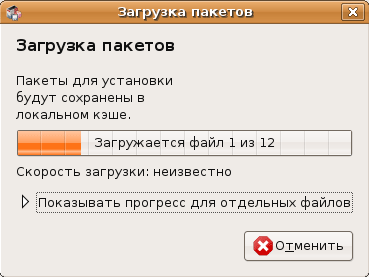 Загрузка пакетов
Загрузка пакетов
Пакеты для установки
будут сохранены в
локальном кэше.
Загружается файл 1 из 12
Скорость загрузки: неизвестно
Показывать прогресс для отдельных файлов
Отменить